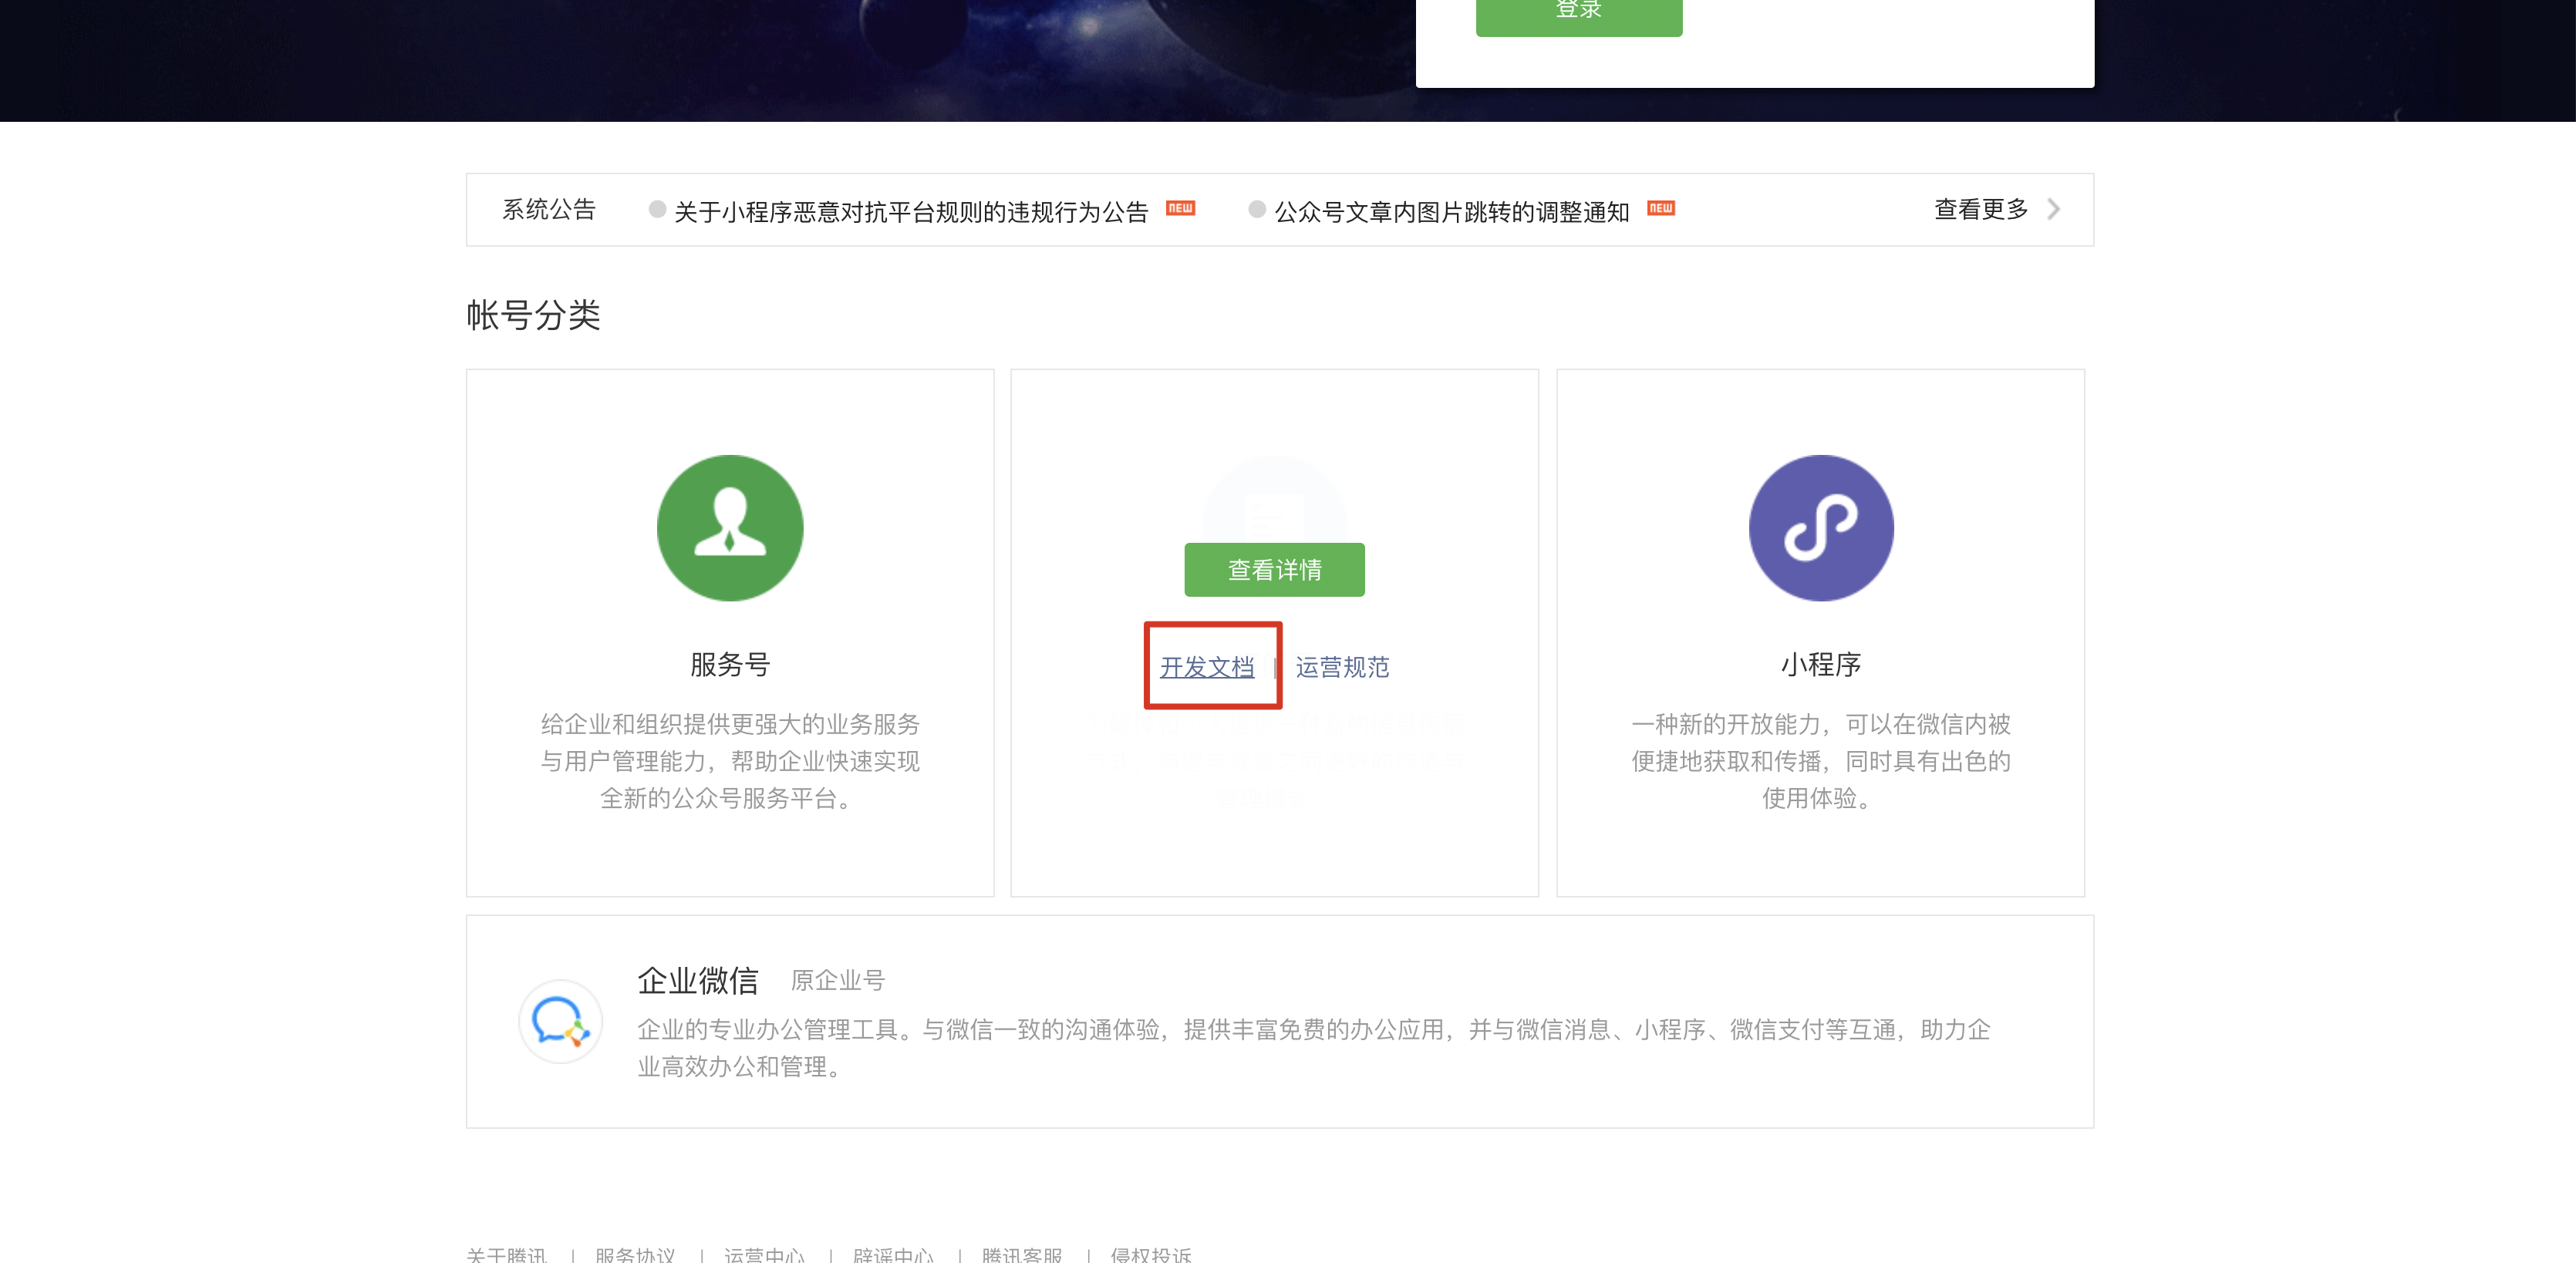 登录
系统公告 关于小程序恶意对抗平台规则的违规行为公告 NEW 公众号文章内图片跳转的调整通知 NEW 查看更多
帐号分类
服务号
给企业和组织提供更强大的业务服务
与用户管理能力，帮助企业快速实现
全新的公众号服务平台。
查看详情
开发文档 | 运营规范
小程序
一种新的开放能力，可以在微信内被
便捷地获取和传播，同时具有出色的
使用体验。
企业微信 原企业号
企业的专业办公管理工具。与微信一致的沟通体验，提供丰富免费的办公应用，并与微信消息、小程序、微信支付等互通，助力企
业高效办公和管理。
关于腾讯 | 服务协议 | 运营中心 | 辟谣中心 | 腾讯客服 | 侵权投诉